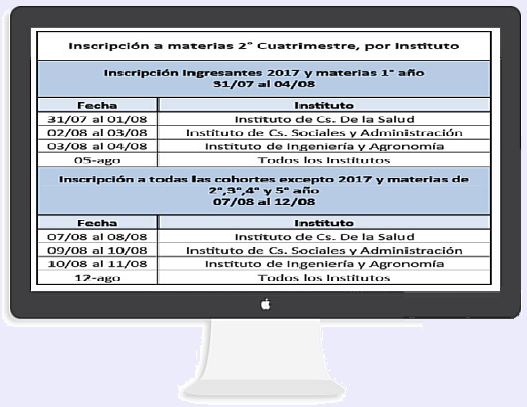 Inscripción a materias 2° Cuatrimestre, por Instituto
Inscripción Ingresantes 2017 y materias 1° año
31/07 al 04/08
Fecha Instituto
31/07 al 01/08 Instituto de Cs. De la Salud
02/08 al 03/08 Instituto de Cs. Sociales y Administración
03/08 al 04/08 Instituto de Ingeniería y Agronomía
05-ago Todos los Institutos
Inscripción a todas las cohortes excepto 2017 y materias de
2°,3°,4° y 5° año
07/08 al 12/08
Fecha Instituto
07/08 al 08/08 Instituto de Cs. De la Salud
09/08 al 10/08 Instituto de Cs. Sociales y Administración
10/08 al 11/08 Instituto de Ingeniería y Agronomía
12-ago Todos los Institutos